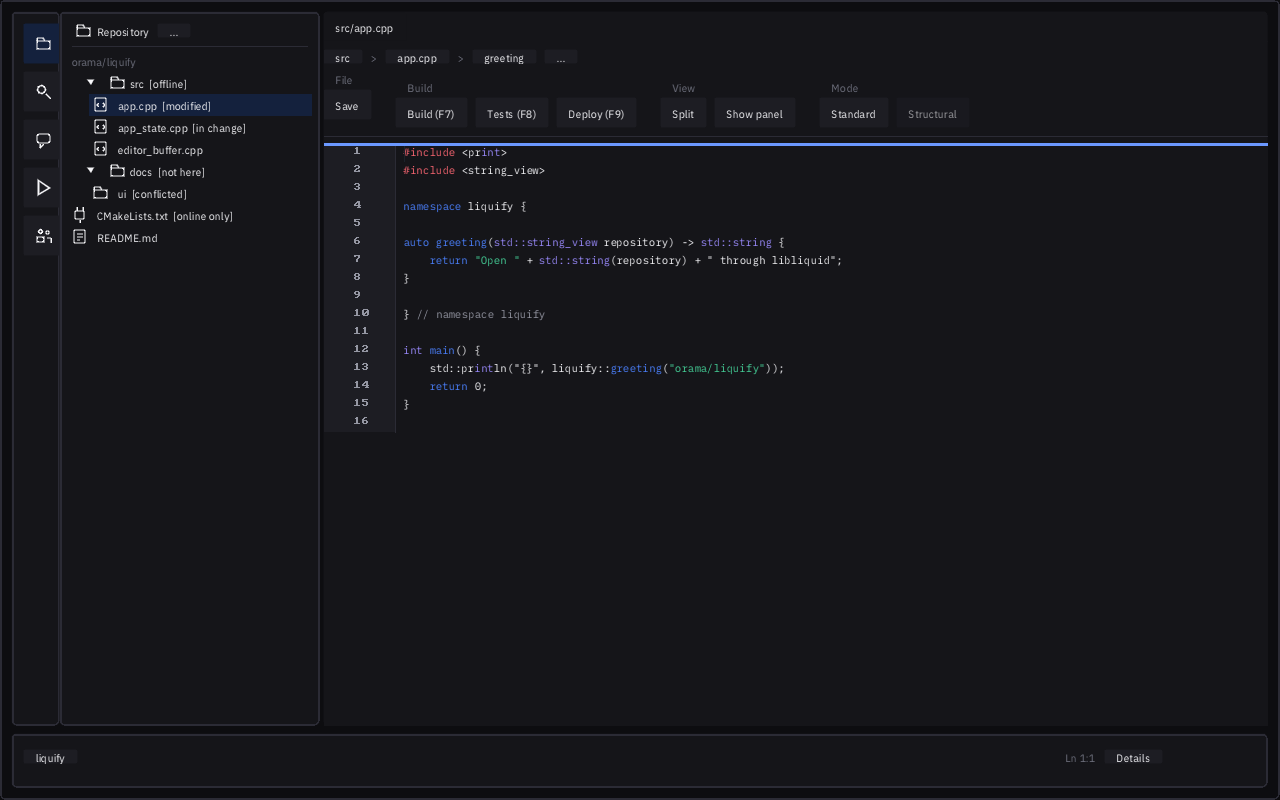 Repository ...
orama/liquify
src [offline]
app.cpp [modified]
app_state.cpp [in change]
editor_buffer.cpp
docs [not here]
ui [conflicted]
CMakeLists.txt [online only]
README.md
src/app.cpp
src > app.cpp > greeting ...
File Build View Mode
Save Build (F7) Tests (F8) Deploy (F9) Split Show panel Standard Structural
1 #include <print>
2 #include <string_view>
3
4 namespace liquify {
5
6 auto greeting(std::string_view repository) -> std::string {
7     return "Open " + std::string(repository) + " through libliquid";
8 }
9
10 } // namespace liquify
11
12 int main() {
13     std::println("{}", liquify::greeting("orama/liquify"));
14     return 0;
15 }
16
liquify Ln 1:1 Details